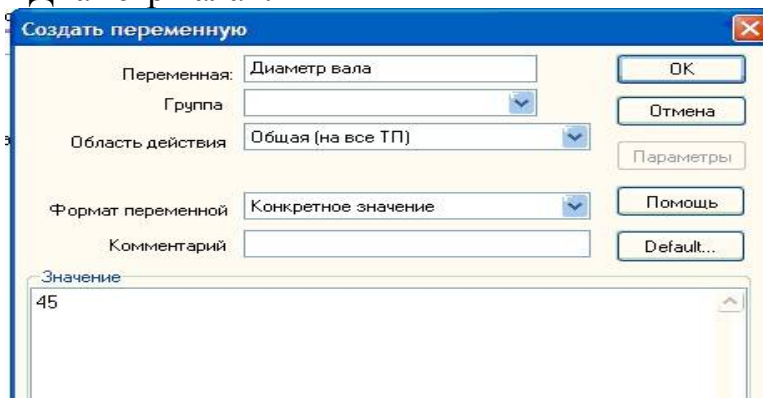 Создать переменную
Переменная: Диаметр вала
OK
Группа
Отмена
Область действия Общая (на все ТП)
Параметры
Формат переменной Конкретное значение
Помощь
Комментарий
Default...
Значение
45